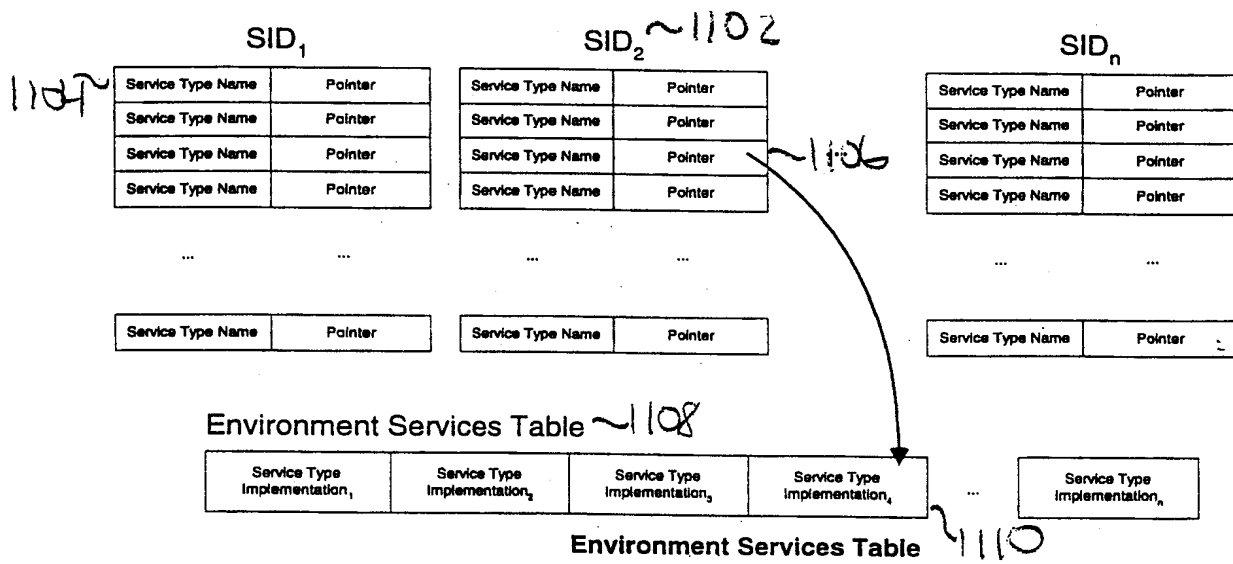 SID1 SID2 ~1102 SIDn
1104~ Service Type Name Pointer Service Type Name Pointer Service Type Name Pointer
Service Type Name Pointer Service Type Name Pointer Service Type Name Pointer
Service Type Name Pointer Service Type Name Pointer ~1106 Service Type Name Pointer
Service Type Name Pointer Service Type Name Pointer Service Type Name Pointer
... ... ... ... ... ...
Service Type Name Pointer Service Type Name Pointer Service Type Name Pointer
Environment Services Table ~1108
Service Type Service Type Service Type Service Type ... Service Type
Implementation1 Implementation2 Implementation3 Implementation4 Implementationn
Environment Services Table ~1110